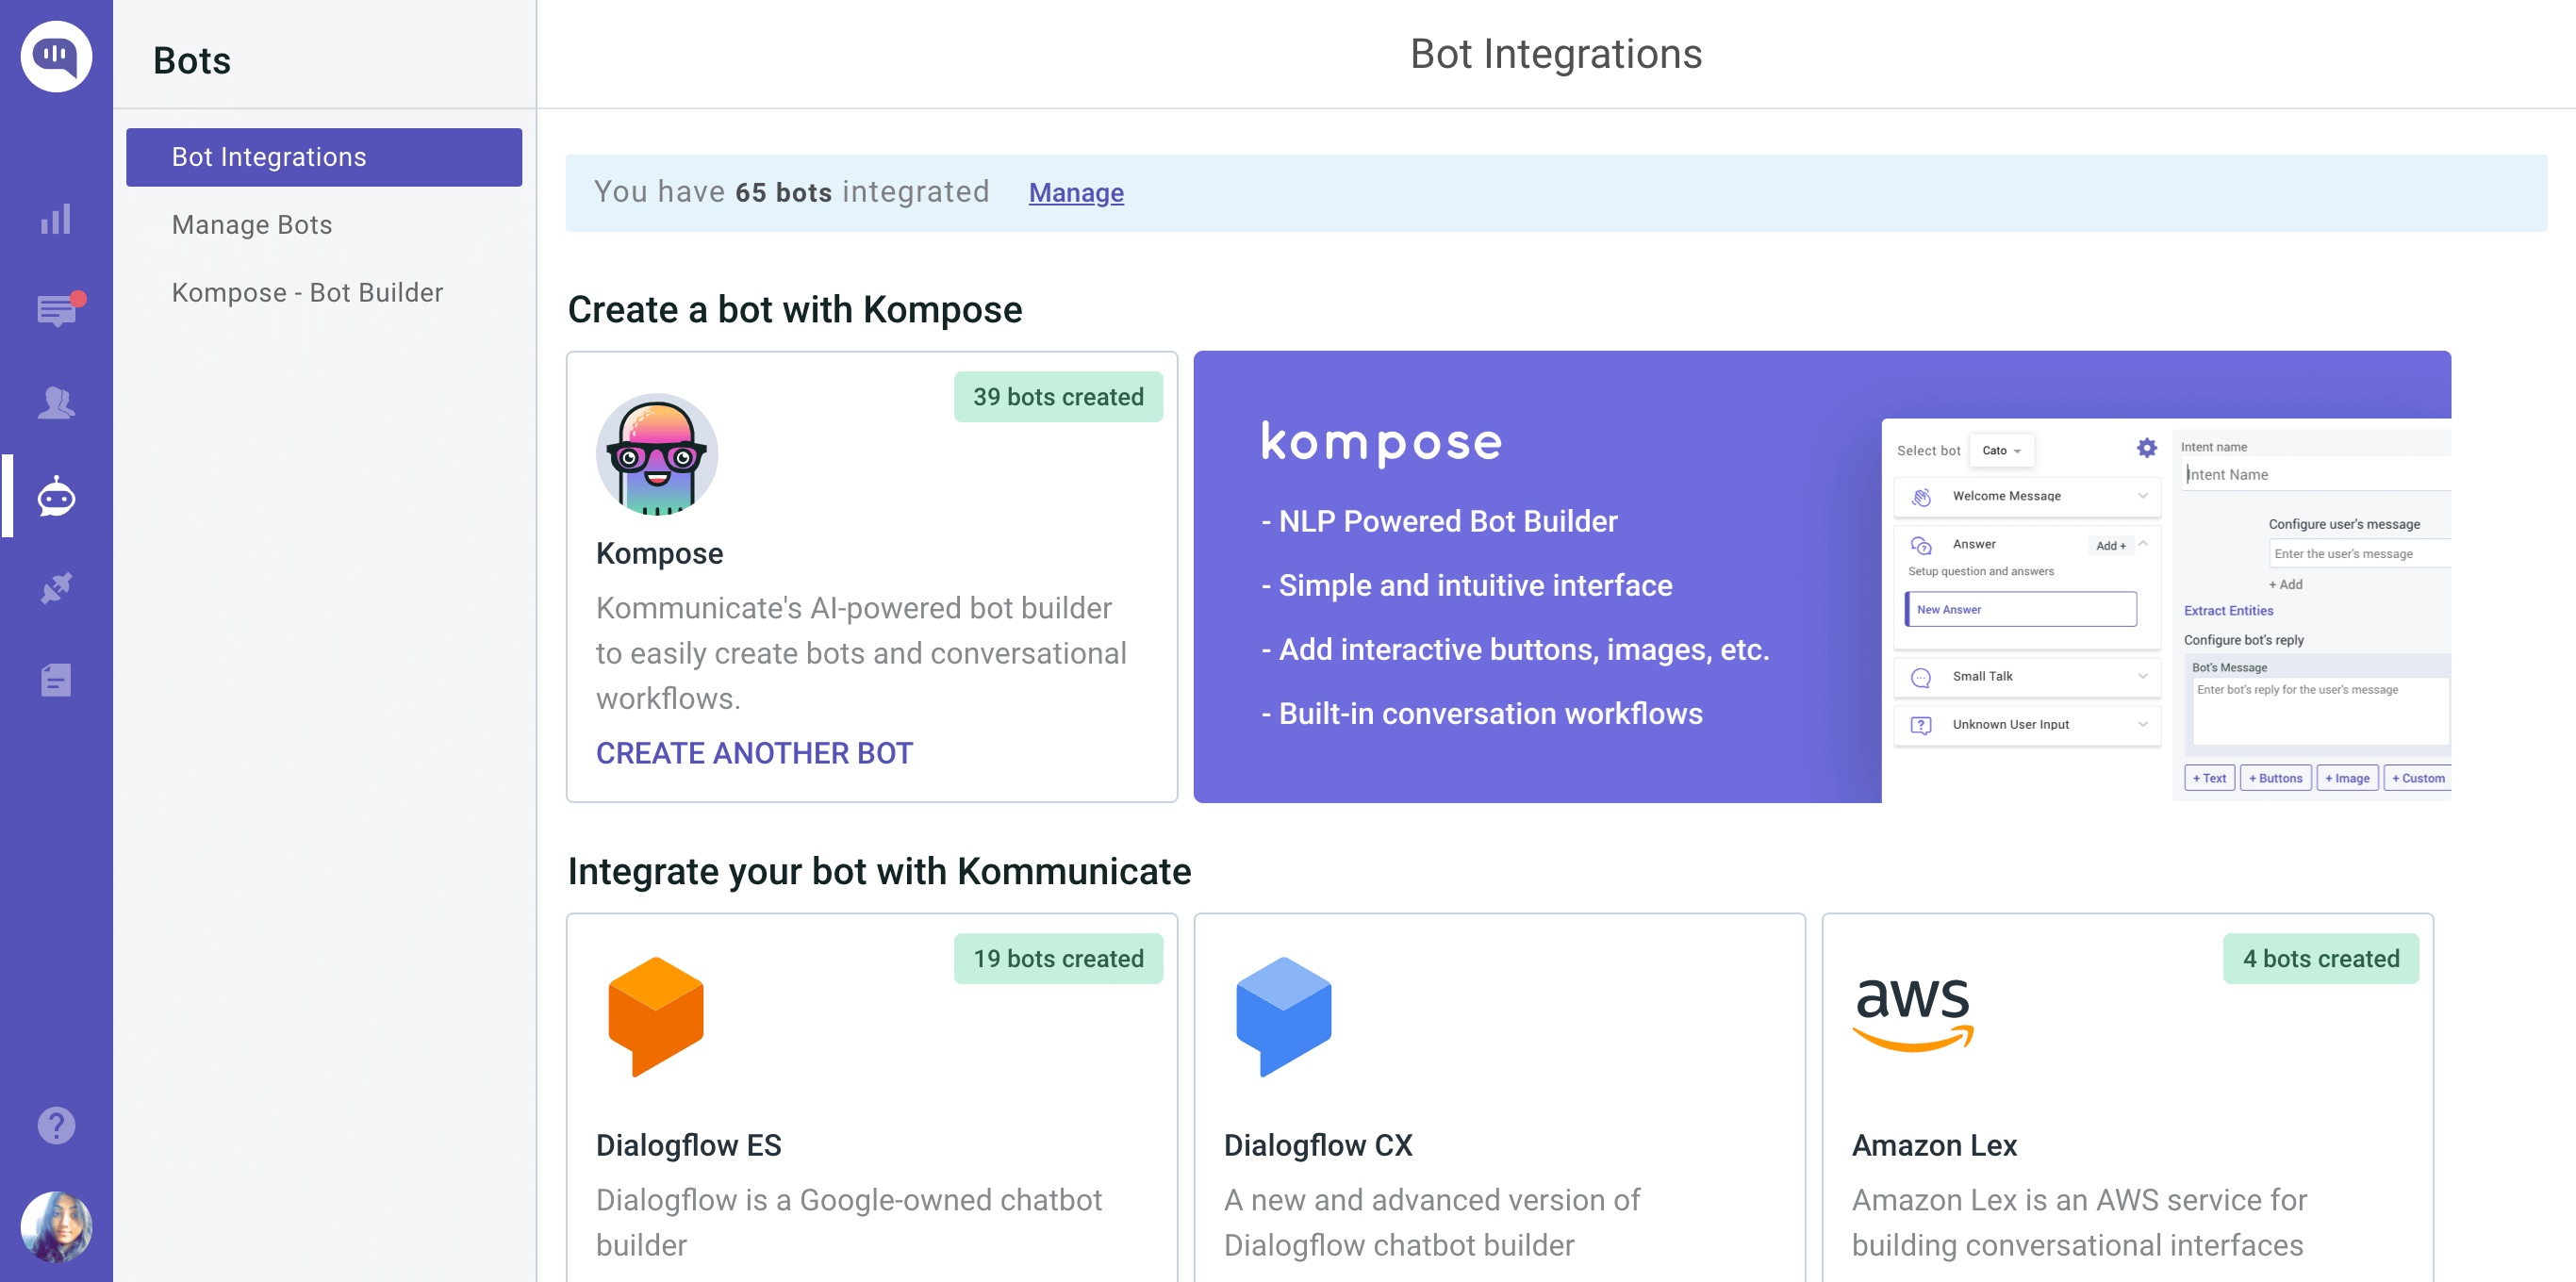 Bots
Bot Integrations
Manage Bots
Kompose - Bot Builder
Bot Integrations
You have 65 bots integrated Manage
Create a bot with Kompose
39 bots created
Kompose
Kommunicate's AI-powered bot builder
to easily create bots and conversational
workflows.
CREATE ANOTHER BOT
kompose
- NLP Powered Bot Builder
- Simple and intuitive interface
- Add interactive buttons, images, etc.
- Built-in conversation workflows
Select bot Cato
Welcome Message
Answer Add +
Setup question and answers
New Answer
Small Talk
Unknown User Input
Intent name
Intent Name
Configure user's message
Enter the user's message
+ Add
Extract Entities
Configure bot's reply
Bot's Message
Enter bot's reply for the user's message
+ Text + Buttons + Image + Custom
Integrate your bot with Kommunicate
19 bots created
Dialogflow ES
Dialogflow is a Google-owned chatbot
builder
Dialogflow CX
A new and advanced version of
Dialogflow chatbot builder
4 bots created
aws
Amazon Lex
Amazon Lex is an AWS service for
building conversational interfaces